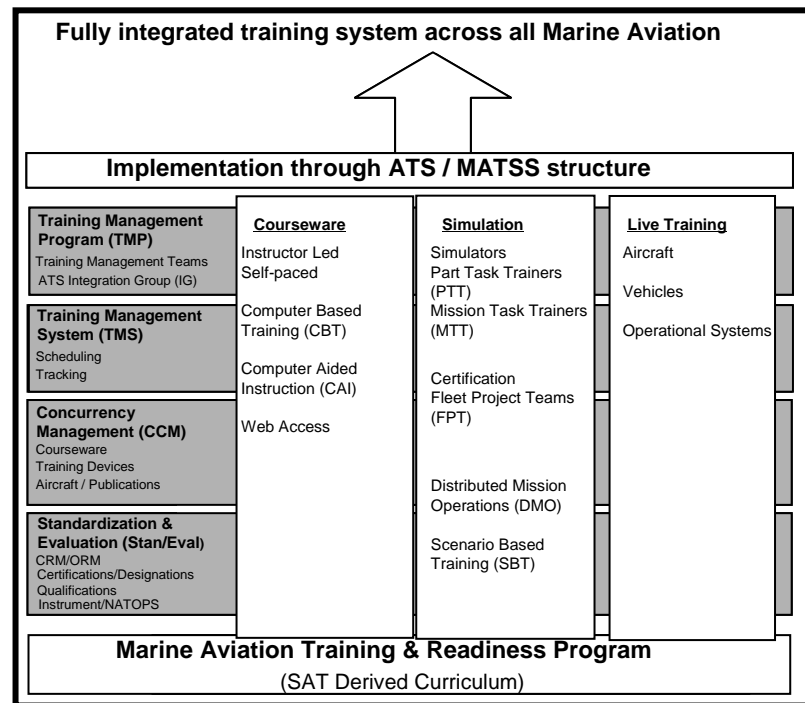 Fully integrated training system across all Marine Aviation
Implementation through ATS / MATSS structure
Training Management
Program (TMP)
Training Management Teams
ATS Integration Group (IG)
Training Management
System (TMS)
Scheduling
Tracking
Concurrency
Management (CCM)
Courseware
Training Devices
Aircraft / Publications
Standardization &
Evaluation (Stan/Eval)
CRM/ORM
Certifications/Designations
Qualifications
Instrument/NATOPS
Courseware
Instructor Led
Self-paced
Computer Based
Training (CBT)
Computer Aided
Instruction (CAI)
Web Access
Simulation
Simulators
Part Task Trainers
(PTT)
Mission Task Trainers
(MTT)
Certification
Fleet Project Teams
(FPT)
Distributed Mission
Operations (DMO)
Scenario Based
Training (SBT)
Live Training
Aircraft
Vehicles
Operational Systems
Marine Aviation Training & Readiness Program
(SAT Derived Curriculum)